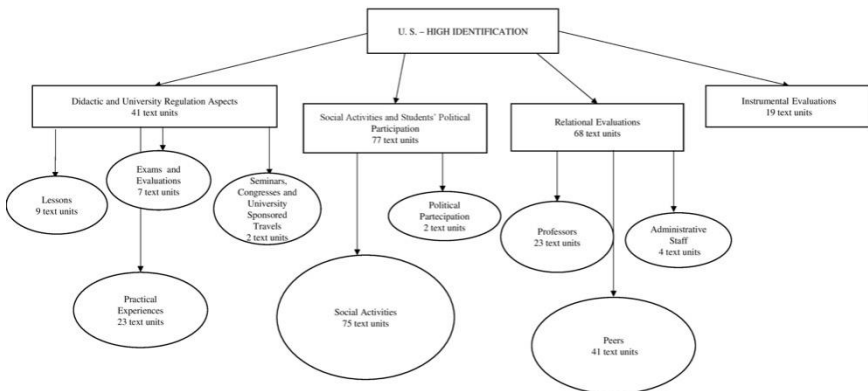 U. S. – HIGH IDENTIFICATION
Didactic and University Regulation Aspects
41 text units
Social Activities and Students' Political
Participation
77 text units
Relational Evaluations
68 text units
Instrumental Evaluations
19 text units
Lessons
9 text units
Exams and
Evaluations
7 text units
Seminars,
Congresses and
University
Sponsored
Travels
2 text units
Practical
Experiences
23 text units
Political
Partecipation
2 text units
Social Activities
75 text units
Professors
23 text units
Administrative
Staff
4 text units
Peers
41 text units